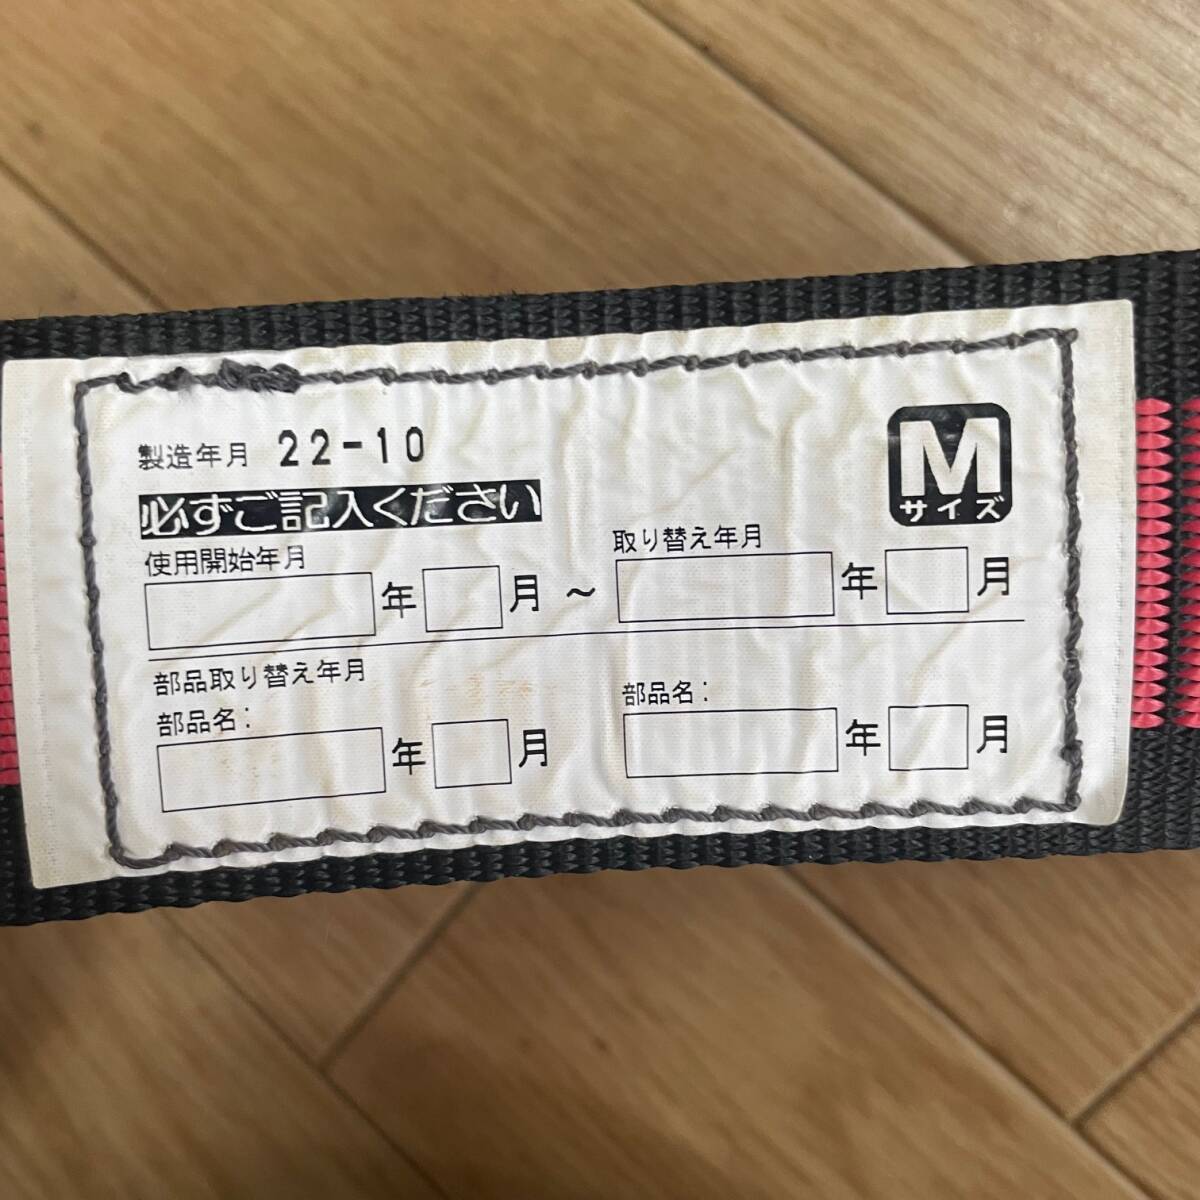 製造年月 22-10
M
サイズ
必ずご記入ください
使用開始年月
取り替え年月
年 月 ~ 年 月
部品取り替え年月
部品名:
部品名:
年 月
年 月